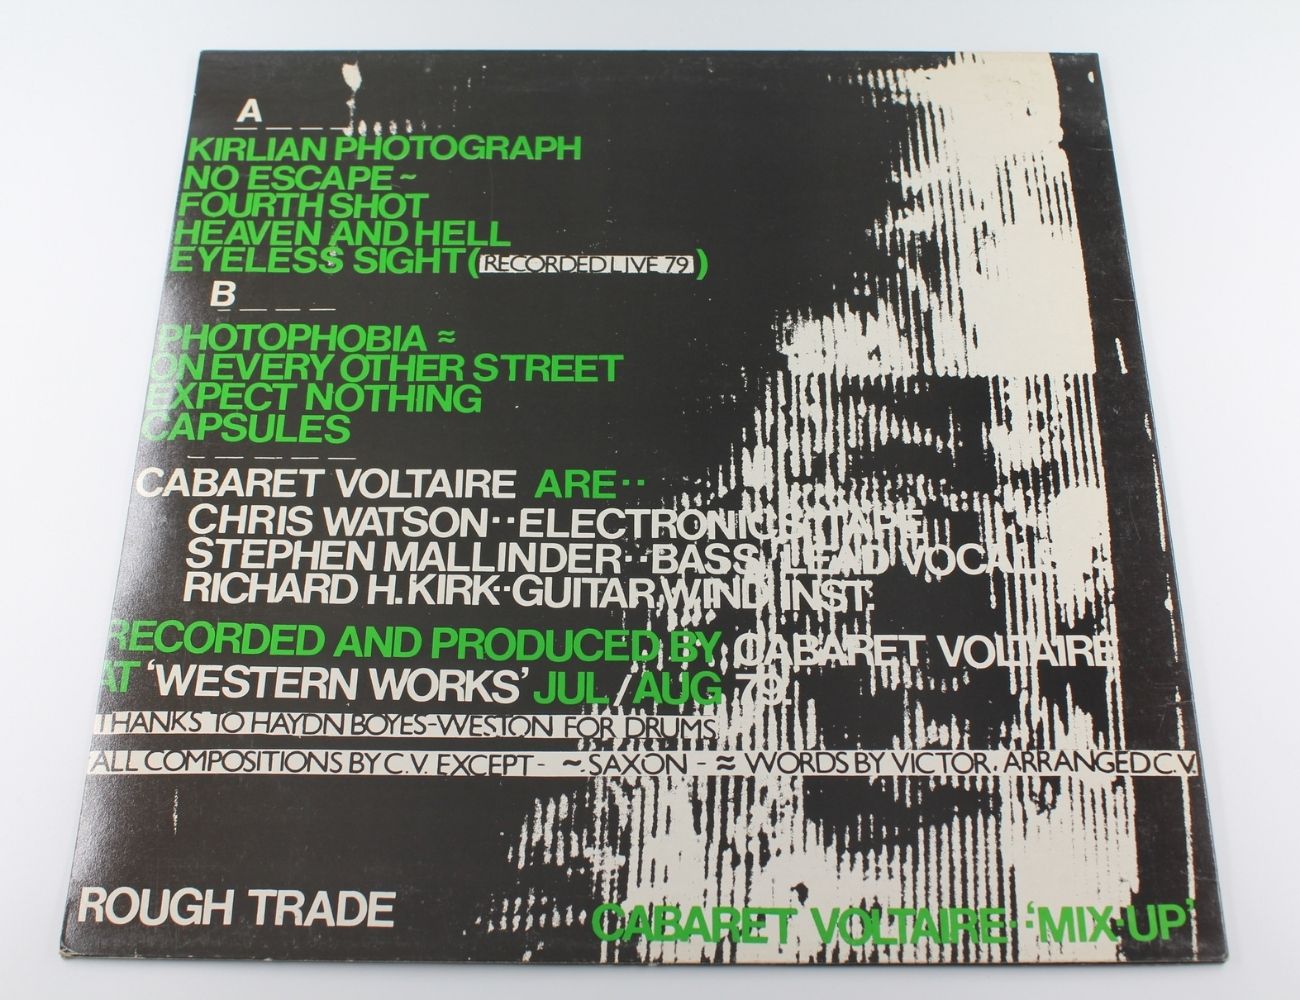 A
KIRLIAN PHOTOGRAPH
NO ESCAPE ~
FOURTH SHOT
HEAVEN AND HELL
EYELESS SIGHT (RECORDED LIVE 79)
B
PHOTOPHOBIA ≈
ON EVERY OTHER STREET
EXPECT NOTHING
CAPSULES
CABARET VOLTAIRE ARE··
CHRIS WATSON··ELECTRONICS, TAPE
STEPHEN MALLINDER··BASS, LEAD VOCALS
RICHARD H. KIRK··GUITAR, WIND INST.
RECORDED AND PRODUCED BY CABARET VOLTAIRE
AT 'WESTERN WORKS' JUL/AUG 79.
THANKS TO HAYDN BOYES-WESTON FOR DRUMS
ALL COMPOSITIONS BY C.V. EXCEPT - ~ SAXON - ≈ WORDS BY VICTOR. ARRANGED C.V.
ROUGH TRADE
CABARET VOLTAIRE··'MIX-UP'